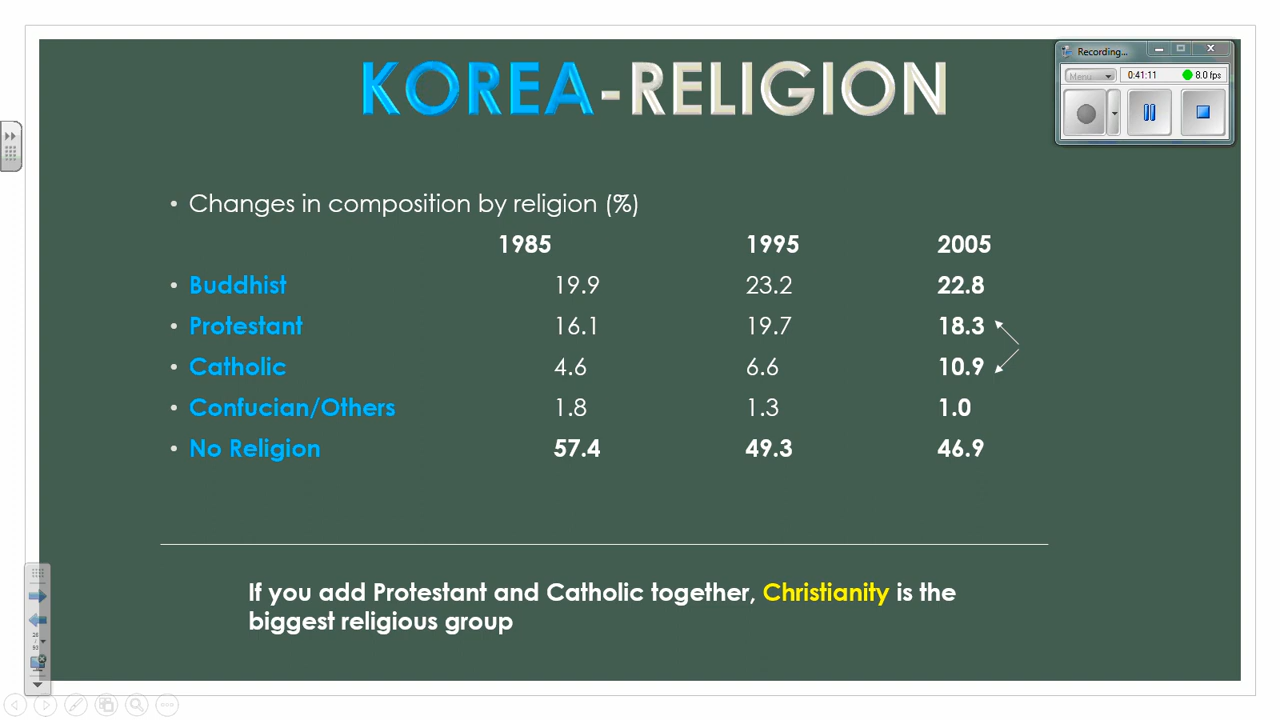 KOREA-RELIGION
Recording...
Menu
0:41:11
8.0 fps
• Changes in composition by religion (%)
1985 1995 2005
• Buddhist 19.9 23.2 22.8
• Protestant 16.1 19.7 18.3
• Catholic 4.6 6.6 10.9
• Confucian/Others 1.8 1.3 1.0
• No Religion 57.4 49.3 46.9
If you add Protestant and Catholic together, Christianity is the
biggest religious group